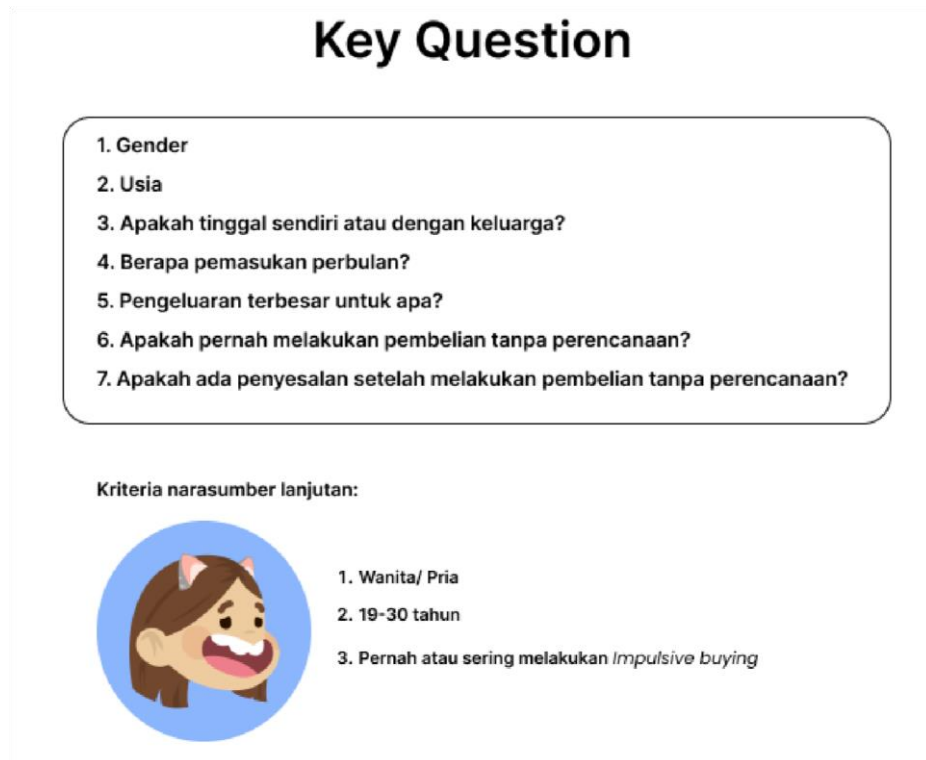 Key Question
1. Gender
2. Usia
3. Apakah tinggal sendiri atau dengan keluarga?
4. Berapa pemasukan perbulan?
5. Pengeluaran terbesar untuk apa?
6. Apakah pernah melakukan pembelian tanpa perencanaan?
7. Apakah ada penyesalan setelah melakukan pembelian tanpa perencanaan?
Kriteria narasumber lanjutan:
1. Wanita/ Pria
2. 19-30 tahun
3. Pernah atau sering melakukan Impulsive buying